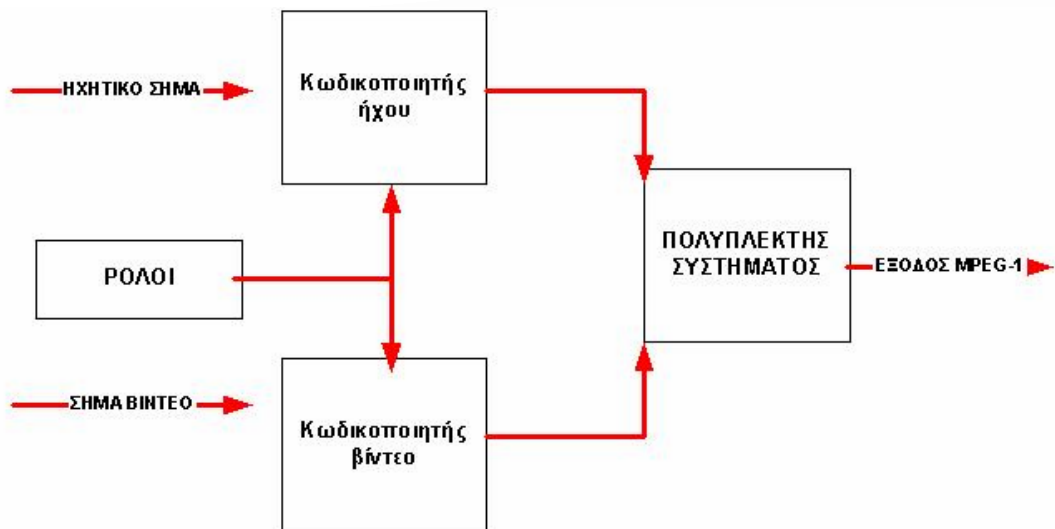 ΗΧΗΤΙΚΟ ΣΗΜΑ
Κωδικοποιητής
ήχου
ΡΟΛΟΙ
ΠΟΛΥΠΛΕΚΤΗΣ
ΣΥΣΤΗΜΑΤΟΣ
ΕΞΟΔΟΣ MPEG-1
ΣΗΜΑ ΒΙΝΤΕΟ
Κωδικοποιητής
βίντεο